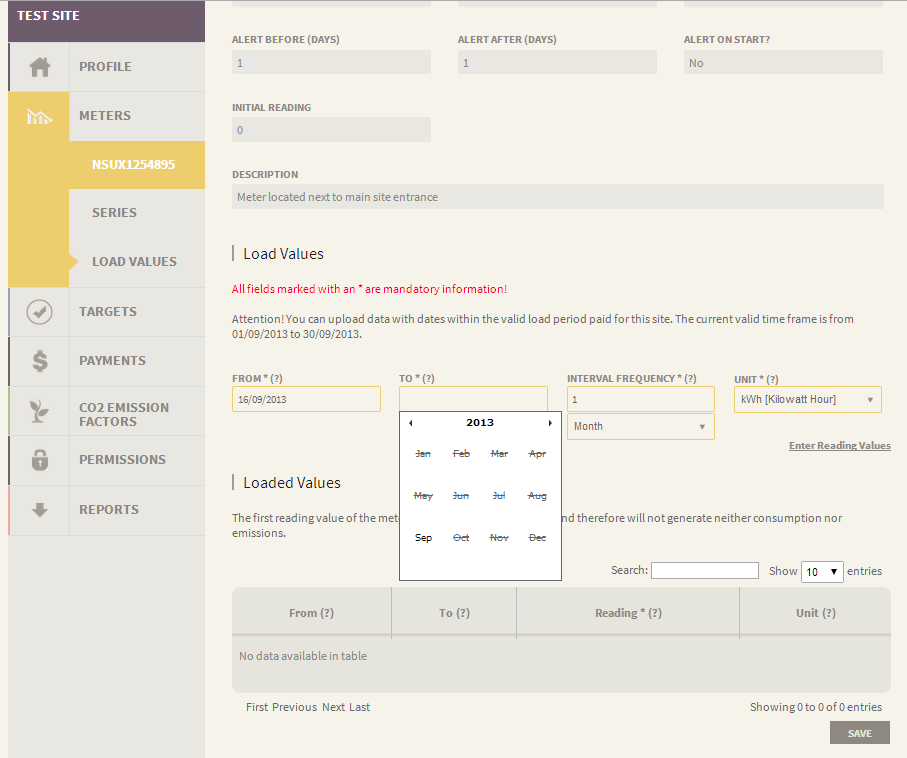 TEST SITE
PROFILE
METERS
NSUX1254895
SERIES
LOAD VALUES
TARGETS
PAYMENTS
CO2 EMISSION
FACTORS
PERMISSIONS
REPORTS
ALERT BEFORE (DAYS) ALERT AFTER (DAYS) ALERT ON START?
1 1 No
INITIAL READING
0
DESCRIPTION
Meter located next to main site entrance
Load Values
All fields marked with an * are mandatory information!
Attention! You can upload data with dates within the valid load period paid for this site. The current valid time frame is from
01/09/2013 to 30/09/2013.
FROM * (?) TO * (?) INTERVAL FREQUENCY * (?) UNIT * (?)
16/09/2013 1 kWh [Kilowatt Hour]
Month
2013
Jan Feb Mar Apr
May Jun Jul Aug
Sep Oct Nov Dec
Enter Reading Values
Loaded Values
The first reading value of the mete nd therefore will not generate neither consumption nor
emissions.
Search: Show 10 entries
From (?) To (?) Reading * (?) Unit (?)
No data available in table
First Previous Next Last Showing 0 to 0 of 0 entries
SAVE